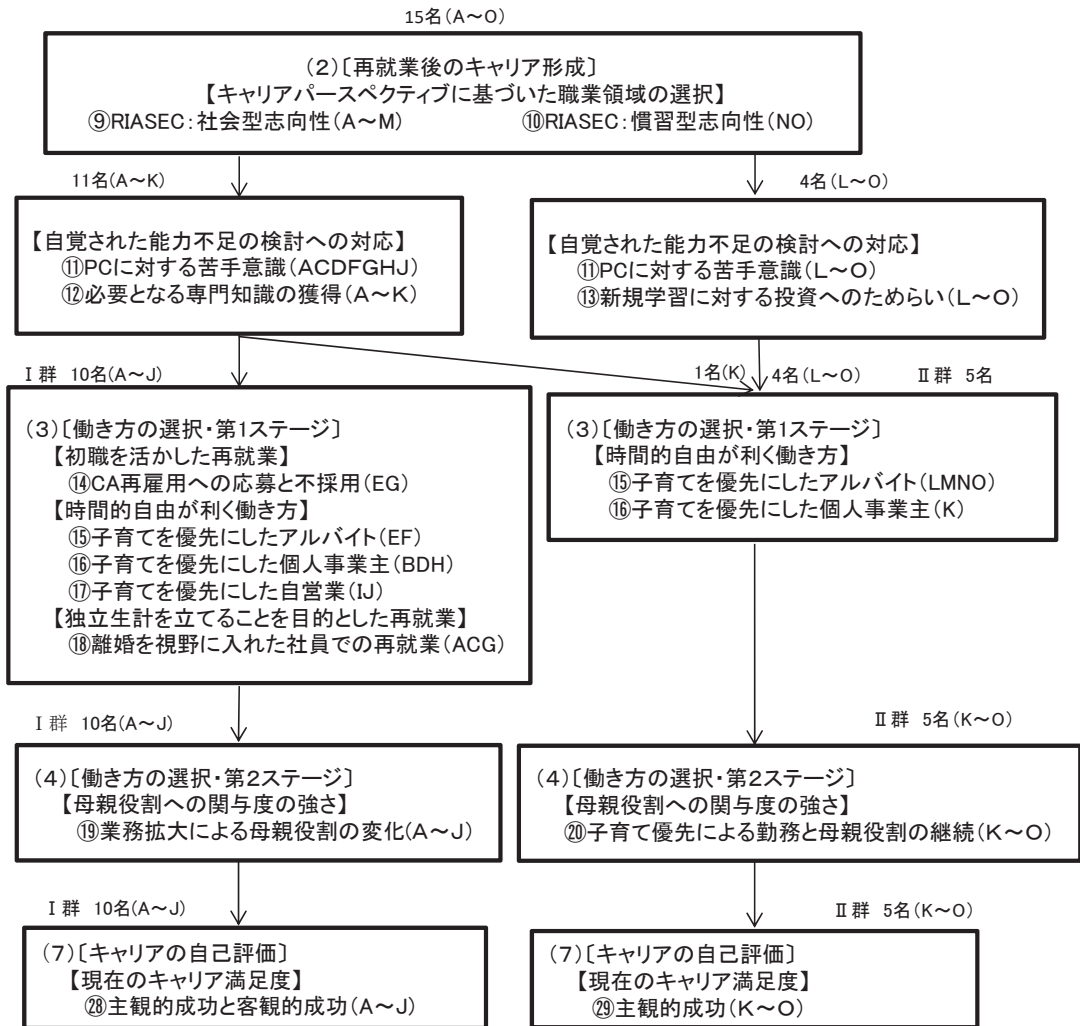 15名(A～O)
(2)〔再就業後のキャリア形成〕
【キャリアパースペクティブに基づいた職業領域の選択】
⑨RIASEC：社会型志向性(A～M) ⑩RIASEC：慣習型志向性(NO)
11名(A～K)
4名(L～O)
【自覚された能力不足の検討への対応】
⑪PCに対する苦手意識(ACDFGHJ)
⑫必要となる専門知識の獲得(A～K)
【自覚された能力不足の検討への対応】
⑪PCに対する苦手意識(L～O)
⑬新規学習に対する投資へのためらい(L～O)
Ⅰ群 10名(A～J)
1名(K) 4名(L～O) Ⅱ群 5名
(3)〔働き方の選択・第1ステージ〕
【初職を活かした再就業】
⑭CA再雇用への応募と不採用(EG)
【時間的自由が利く働き方】
⑮子育てを優先にしたアルバイト(EF)
⑯子育てを優先にした個人事業主(BDH)
⑰子育てを優先にした自営業(IJ)
【独立生計を立てることを目的とした再就業】
⑱離婚を視野に入れた社員での再就業(ACG)
(3)〔働き方の選択・第1ステージ〕
【時間的自由が利く働き方】
⑮子育てを優先にしたアルバイト(LMNO)
⑯子育てを優先にした個人事業主(K)
Ⅰ群 10名(A～J)
Ⅱ群 5名(K～O)
(4)〔働き方の選択・第2ステージ〕
【母親役割への関与度の強さ】
⑲業務拡大による母親役割の変化(A～J)
(4)〔働き方の選択・第2ステージ〕
【母親役割への関与度の強さ】
⑳子育て優先による勤務と母親役割の継続(K～O)
Ⅰ群 10名(A～J)
Ⅱ群 5名(K～O)
(7)〔キャリアの自己評価〕
【現在のキャリア満足度】
㉘主観的成功と客観的成功(A～J)
(7)〔キャリアの自己評価〕
【現在のキャリア満足度】
㉙主観的成功(K～O)